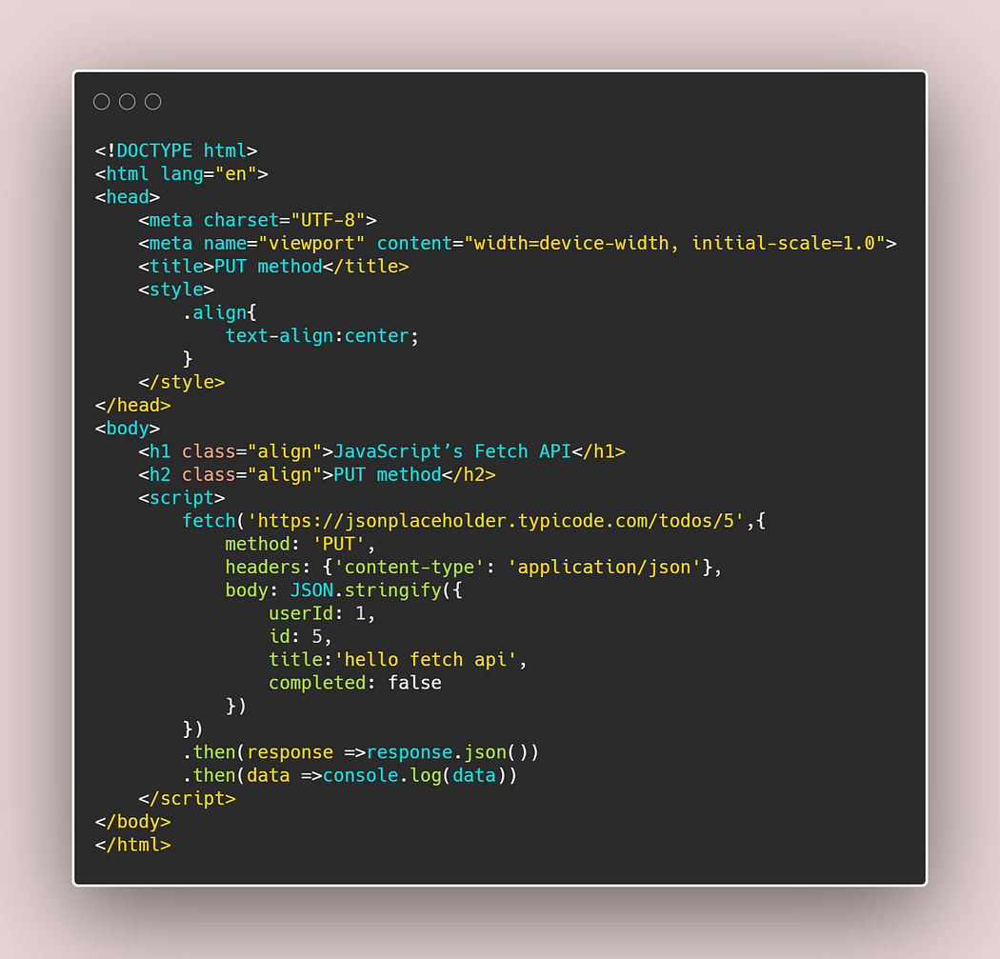 <!DOCTYPE html>
<html lang="en">
<head>
    <meta charset="UTF-8">
    <meta name="viewport" content="width=device-width, initial-scale=1.0">
    <title>PUT method</title>
    <style>
        .align{
            text-align:center;
        }
    </style>
</head>
<body>
    <h1 class="align">JavaScript’s Fetch API</h1>
    <h2 class="align">PUT method</h2>
    <script>
        fetch('https://jsonplaceholder.typicode.com/todos/5',{
            method: 'PUT',
            headers: {'content-type': 'application/json'},
            body: JSON.stringify({
                userId: 1,
                id: 5,
                title:'hello fetch api',
                completed: false
            })
        })
        .then(response =>response.json())
        .then(data =>console.log(data))
    </script>
</body>
</html>